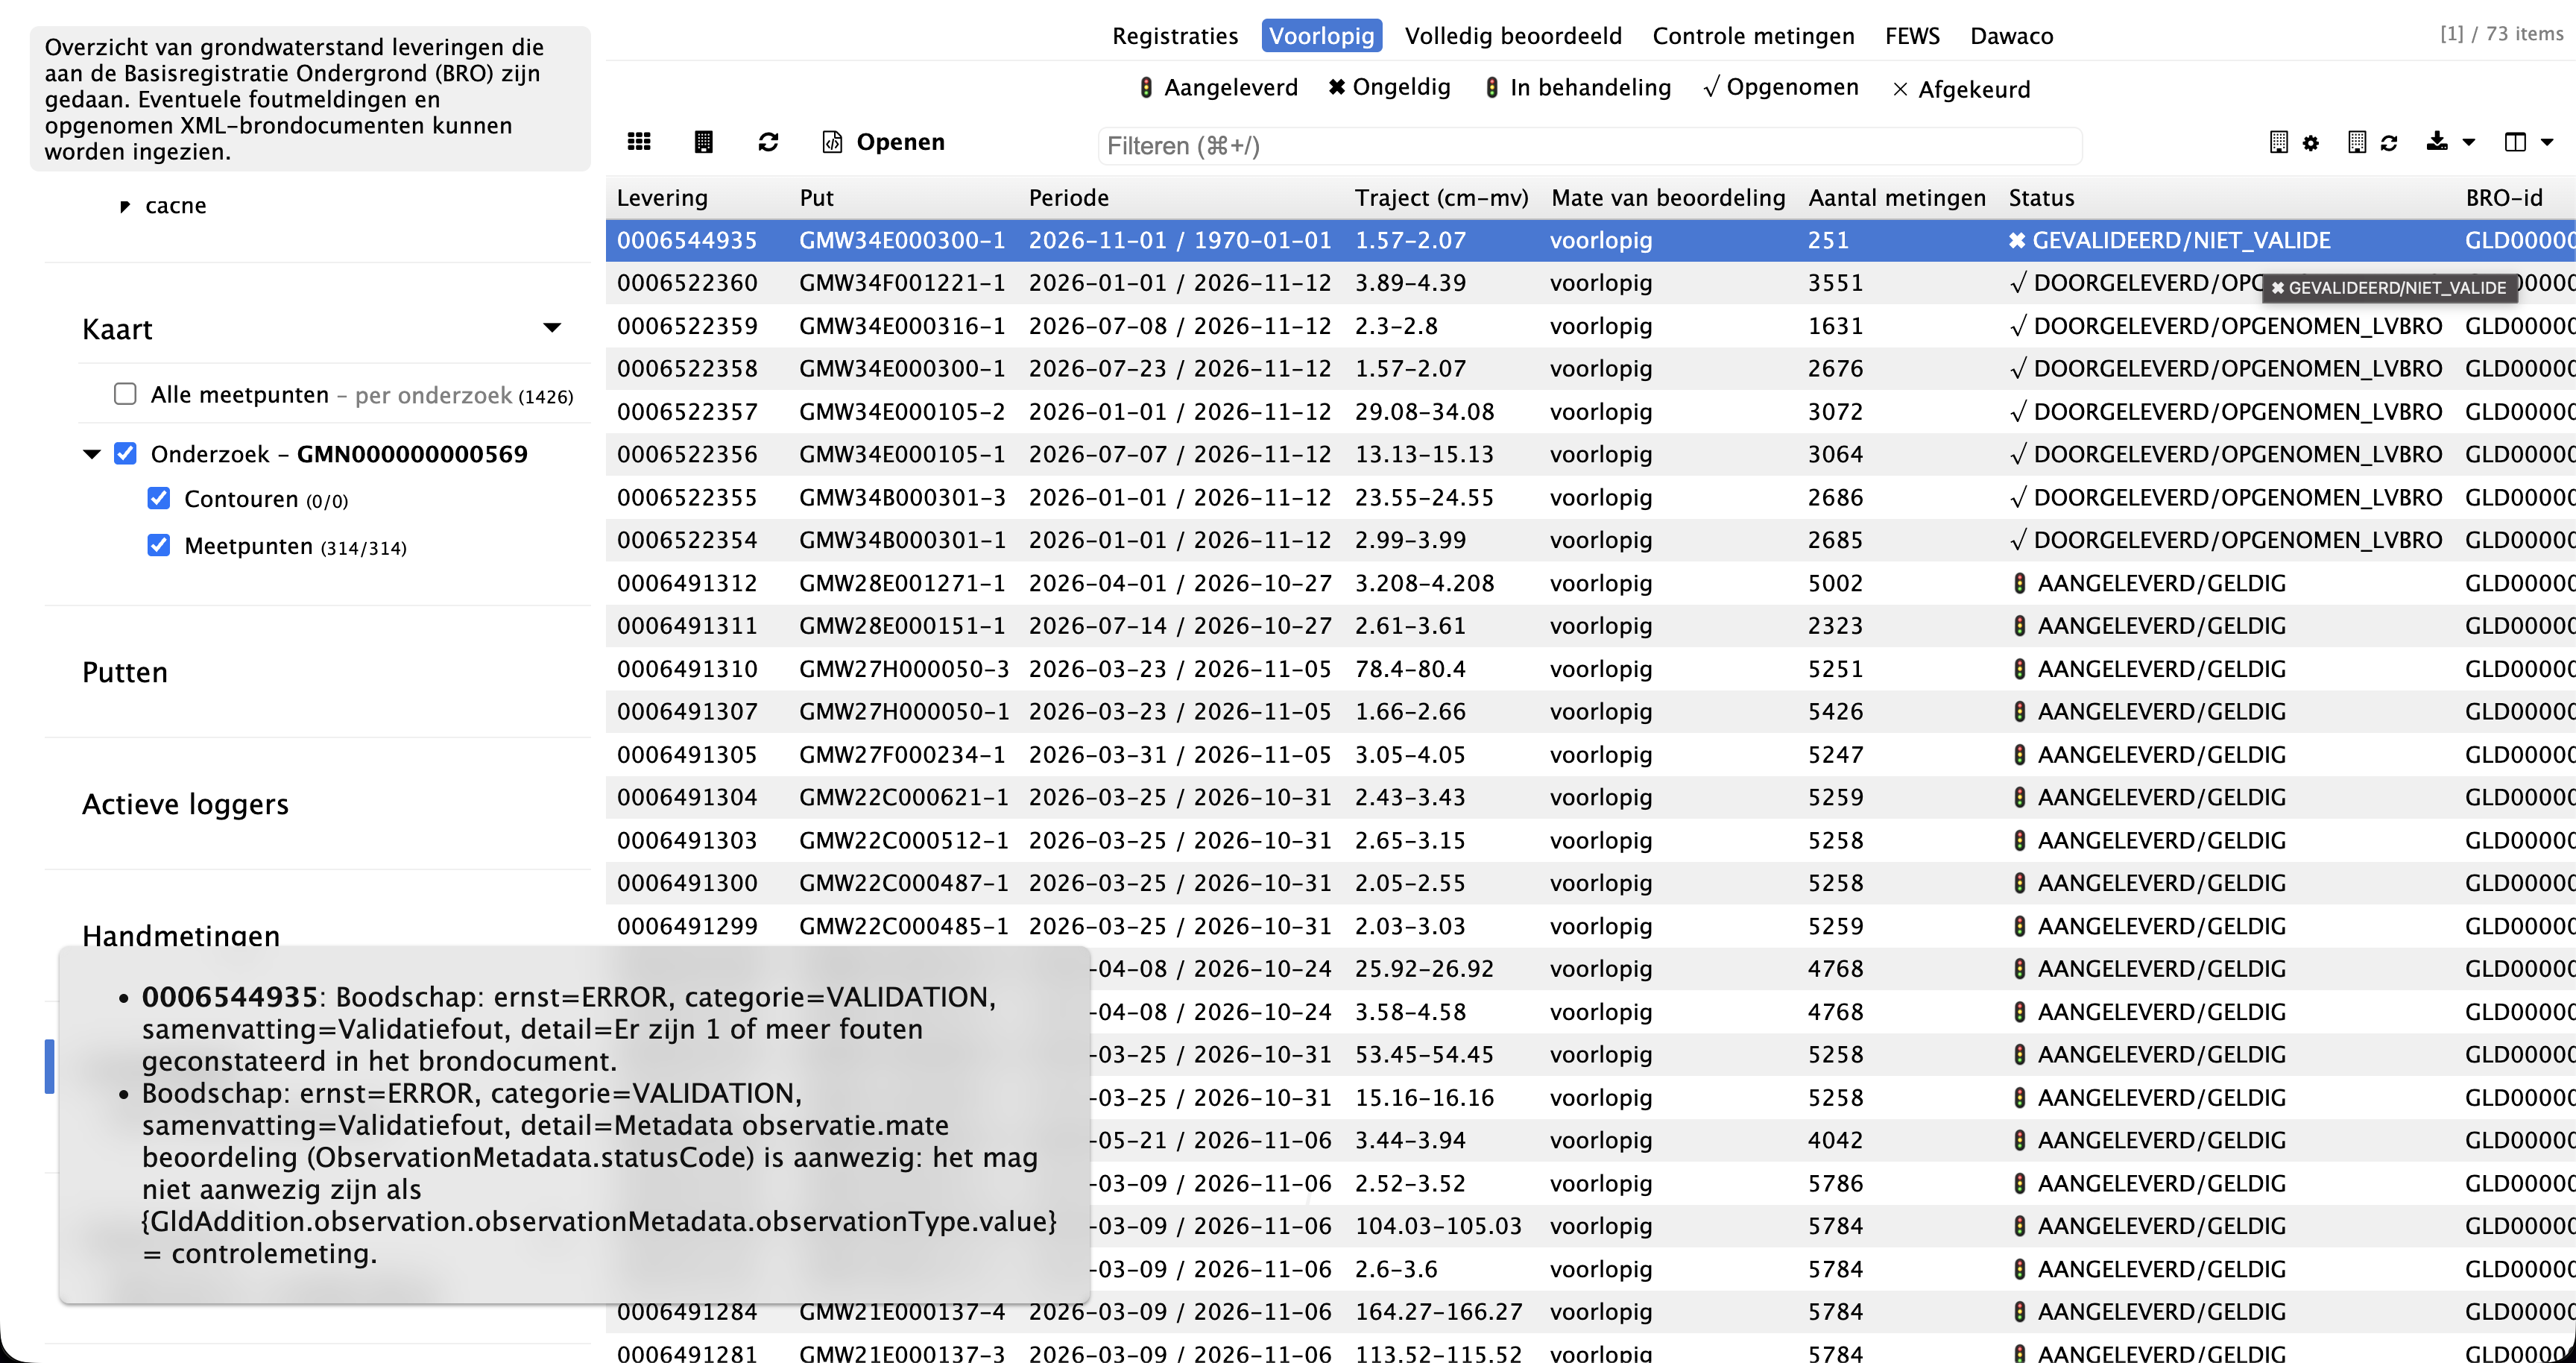 Overzicht van grondwaterstand leveringen die
aan de Basisregistratie Ondergrond (BRO) zijn
gedaan. Eventuele foutmeldingen en
opgenomen XML-brondocumenten kunnen
worden ingezien.
cacne
Kaart
Alle meetpunten – per onderzoek (1426)
Onderzoek – GMN000000000569
Contouren (0/0)
Meetpunten (314/314)
Putten
Actieve loggers
Handmetingen
Registraties Voorlopig Volledig beoordeeld Controle metingen FEWS Dawaco
[1] / 73 items
Aangeleverd ✖ Ongeldig In behandeling √ Opgenomen × Afgekeurd
Openen
Filteren (⌘+/)
Levering Put Periode Traject (cm-mv) Mate van beoordeling Aantal metingen Status BRO-id
0006544935 GMW34E000300-1 2026-11-01 / 1970-01-01 1.57-2.07 voorlopig 251 ✖ GEVALIDEERD/NIET_VALIDE GLD00000
0006522360 GMW34F001221-1 2026-01-01 / 2026-11-12 3.89-4.39 voorlopig 3551 √ DOORGELEVERD/OPG
✖ GEVALIDEERD/NIET_VALIDE
0006522359 GMW34E000316-1 2026-07-08 / 2026-11-12 2.3-2.8 voorlopig 1631 √ DOORGELEVERD/OPGENOMEN_LVBRO GLD00000
0006522358 GMW34E000300-1 2026-07-23 / 2026-11-12 1.57-2.07 voorlopig 2676 √ DOORGELEVERD/OPGENOMEN_LVBRO GLD00000
0006522357 GMW34E000105-2 2026-01-01 / 2026-11-12 29.08-34.08 voorlopig 3072 √ DOORGELEVERD/OPGENOMEN_LVBRO GLD00000
0006522356 GMW34E000105-1 2026-07-07 / 2026-11-12 13.13-15.13 voorlopig 3064 √ DOORGELEVERD/OPGENOMEN_LVBRO GLD00000
0006522355 GMW34B000301-3 2026-01-01 / 2026-11-12 23.55-24.55 voorlopig 2686 √ DOORGELEVERD/OPGENOMEN_LVBRO GLD00000
0006522354 GMW34B000301-1 2026-01-01 / 2026-11-12 2.99-3.99 voorlopig 2685 √ DOORGELEVERD/OPGENOMEN_LVBRO GLD00000
0006491312 GMW28E001271-1 2026-04-01 / 2026-10-27 3.208-4.208 voorlopig 5002 AANGELEVERD/GELDIG GLD00000
0006491311 GMW28E000151-1 2026-07-14 / 2026-10-27 2.61-3.61 voorlopig 2323 AANGELEVERD/GELDIG GLD00000
0006491310 GMW27H000050-3 2026-03-23 / 2026-11-05 78.4-80.4 voorlopig 5251 AANGELEVERD/GELDIG GLD00000
0006491307 GMW27H000050-1 2026-03-23 / 2026-11-05 1.66-2.66 voorlopig 5426 AANGELEVERD/GELDIG GLD00000
0006491305 GMW27F000234-1 2026-03-31 / 2026-11-05 3.05-4.05 voorlopig 5247 AANGELEVERD/GELDIG GLD00000
0006491304 GMW22C000621-1 2026-03-25 / 2026-10-31 2.43-3.43 voorlopig 5259 AANGELEVERD/GELDIG GLD00000
0006491303 GMW22C000512-1 2026-03-25 / 2026-10-31 2.65-3.15 voorlopig 5258 AANGELEVERD/GELDIG GLD00000
0006491300 GMW22C000487-1 2026-03-25 / 2026-10-31 2.05-2.55 voorlopig 5258 AANGELEVERD/GELDIG GLD00000
0006491299 GMW22C000485-1 2026-03-25 / 2026-10-31 2.03-3.03 voorlopig 5259 AANGELEVERD/GELDIG GLD00000
-04-08 / 2026-10-24 25.92-26.92 voorlopig 4768 AANGELEVERD/GELDIG GLD00000
-04-08 / 2026-10-24 3.58-4.58 voorlopig 4768 AANGELEVERD/GELDIG GLD00000
-03-25 / 2026-10-31 53.45-54.45 voorlopig 5258 AANGELEVERD/GELDIG GLD00000
-03-25 / 2026-10-31 15.16-16.16 voorlopig 5258 AANGELEVERD/GELDIG GLD00000
-05-21 / 2026-11-06 3.44-3.94 voorlopig 4042 AANGELEVERD/GELDIG GLD00000
-03-09 / 2026-11-06 2.52-3.52 voorlopig 5786 AANGELEVERD/GELDIG GLD00000
-03-09 / 2026-11-06 104.03-105.03 voorlopig 5784 AANGELEVERD/GELDIG GLD00000
-03-09 / 2026-11-06 2.6-3.6 voorlopig 5784 AANGELEVERD/GELDIG GLD00000
0006491284 GMW21E000137-4 2026-03-09 / 2026-11-06 164.27-166.27 voorlopig 5784 AANGELEVERD/GELDIG GLD00000
0006491281 GMW21E000137-3 2026-03-09 / 2026-11-06 113.52-115.52 voorlopig 5784 AANGELEVERD/GELDIG GLD00000
• 0006544935: Boodschap: ernst=ERROR, categorie=VALIDATION,
samenvatting=Validatiefout, detail=Er zijn 1 of meer fouten
geconstateerd in het brondocument.
• Boodschap: ernst=ERROR, categorie=VALIDATION,
samenvatting=Validatiefout, detail=Metadata observatie.mate
beoordeling (ObservationMetadata.statusCode) is aanwezig: het mag
niet aanwezig zijn als
{GldAddition.observation.observationMetadata.observationType.value}
= controlemeting.